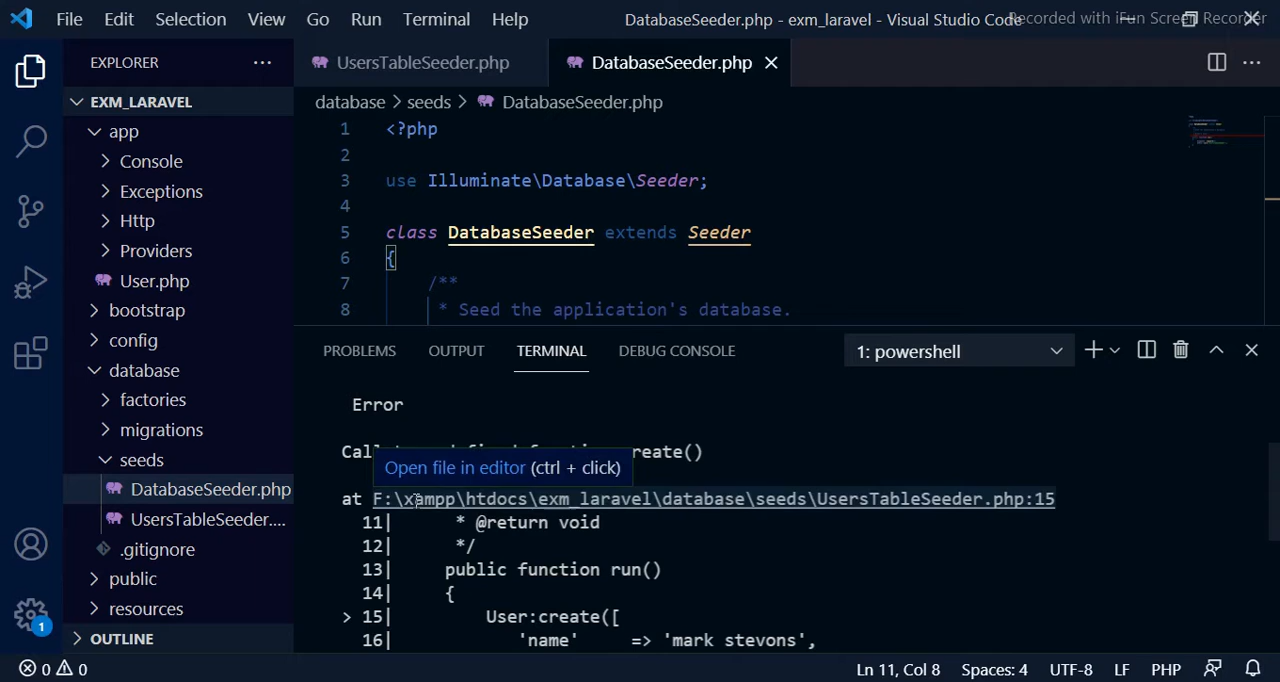 File Edit Selection View Go Run Terminal Help DatabaseSeeder.php - exm_laravel - Visual Studio Code
Recorded with iFun Screen Recorder
EXPLORER
EXM_LARAVEL
app
Console
Exceptions
Http
Providers
User.php
bootstrap
config
database
factories
migrations
seeds
DatabaseSeeder.php
UsersTableSeeder....
.gitignore
public
resources
OUTLINE
UsersTableSeeder.php DatabaseSeeder.php
database > seeds > DatabaseSeeder.php
1 <?php
2
3 use Illuminate\Database\Seeder;
4
5 class DatabaseSeeder extends Seeder
6 {
7 /**
8 * Seed the application's database.
PROBLEMS OUTPUT TERMINAL DEBUG CONSOLE 1: powershell
Error
reate()
Open file in editor (ctrl + click)
at F:\xampp\htdocs\exm_laravel\database\seeds\UsersTableSeeder.php:15
11| * @return void
12| */
13| public function run()
14| {
> 15| User:create([
16| 'name' => 'mark stevons',
1
0 0 Ln 11, Col 8 Spaces: 4 UTF-8 LF PHP